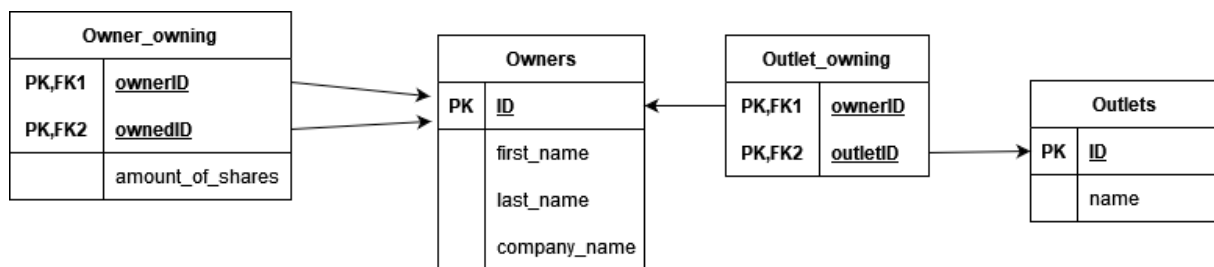 Owner_owning
PK,FK1 ownerID
PK,FK2 ownedID
amount_of_shares
Owners
PK ID
first_name
last_name
company_name
Outlet_owning
PK,FK1 ownerID
PK,FK2 outletID
Outlets
PK ID
name